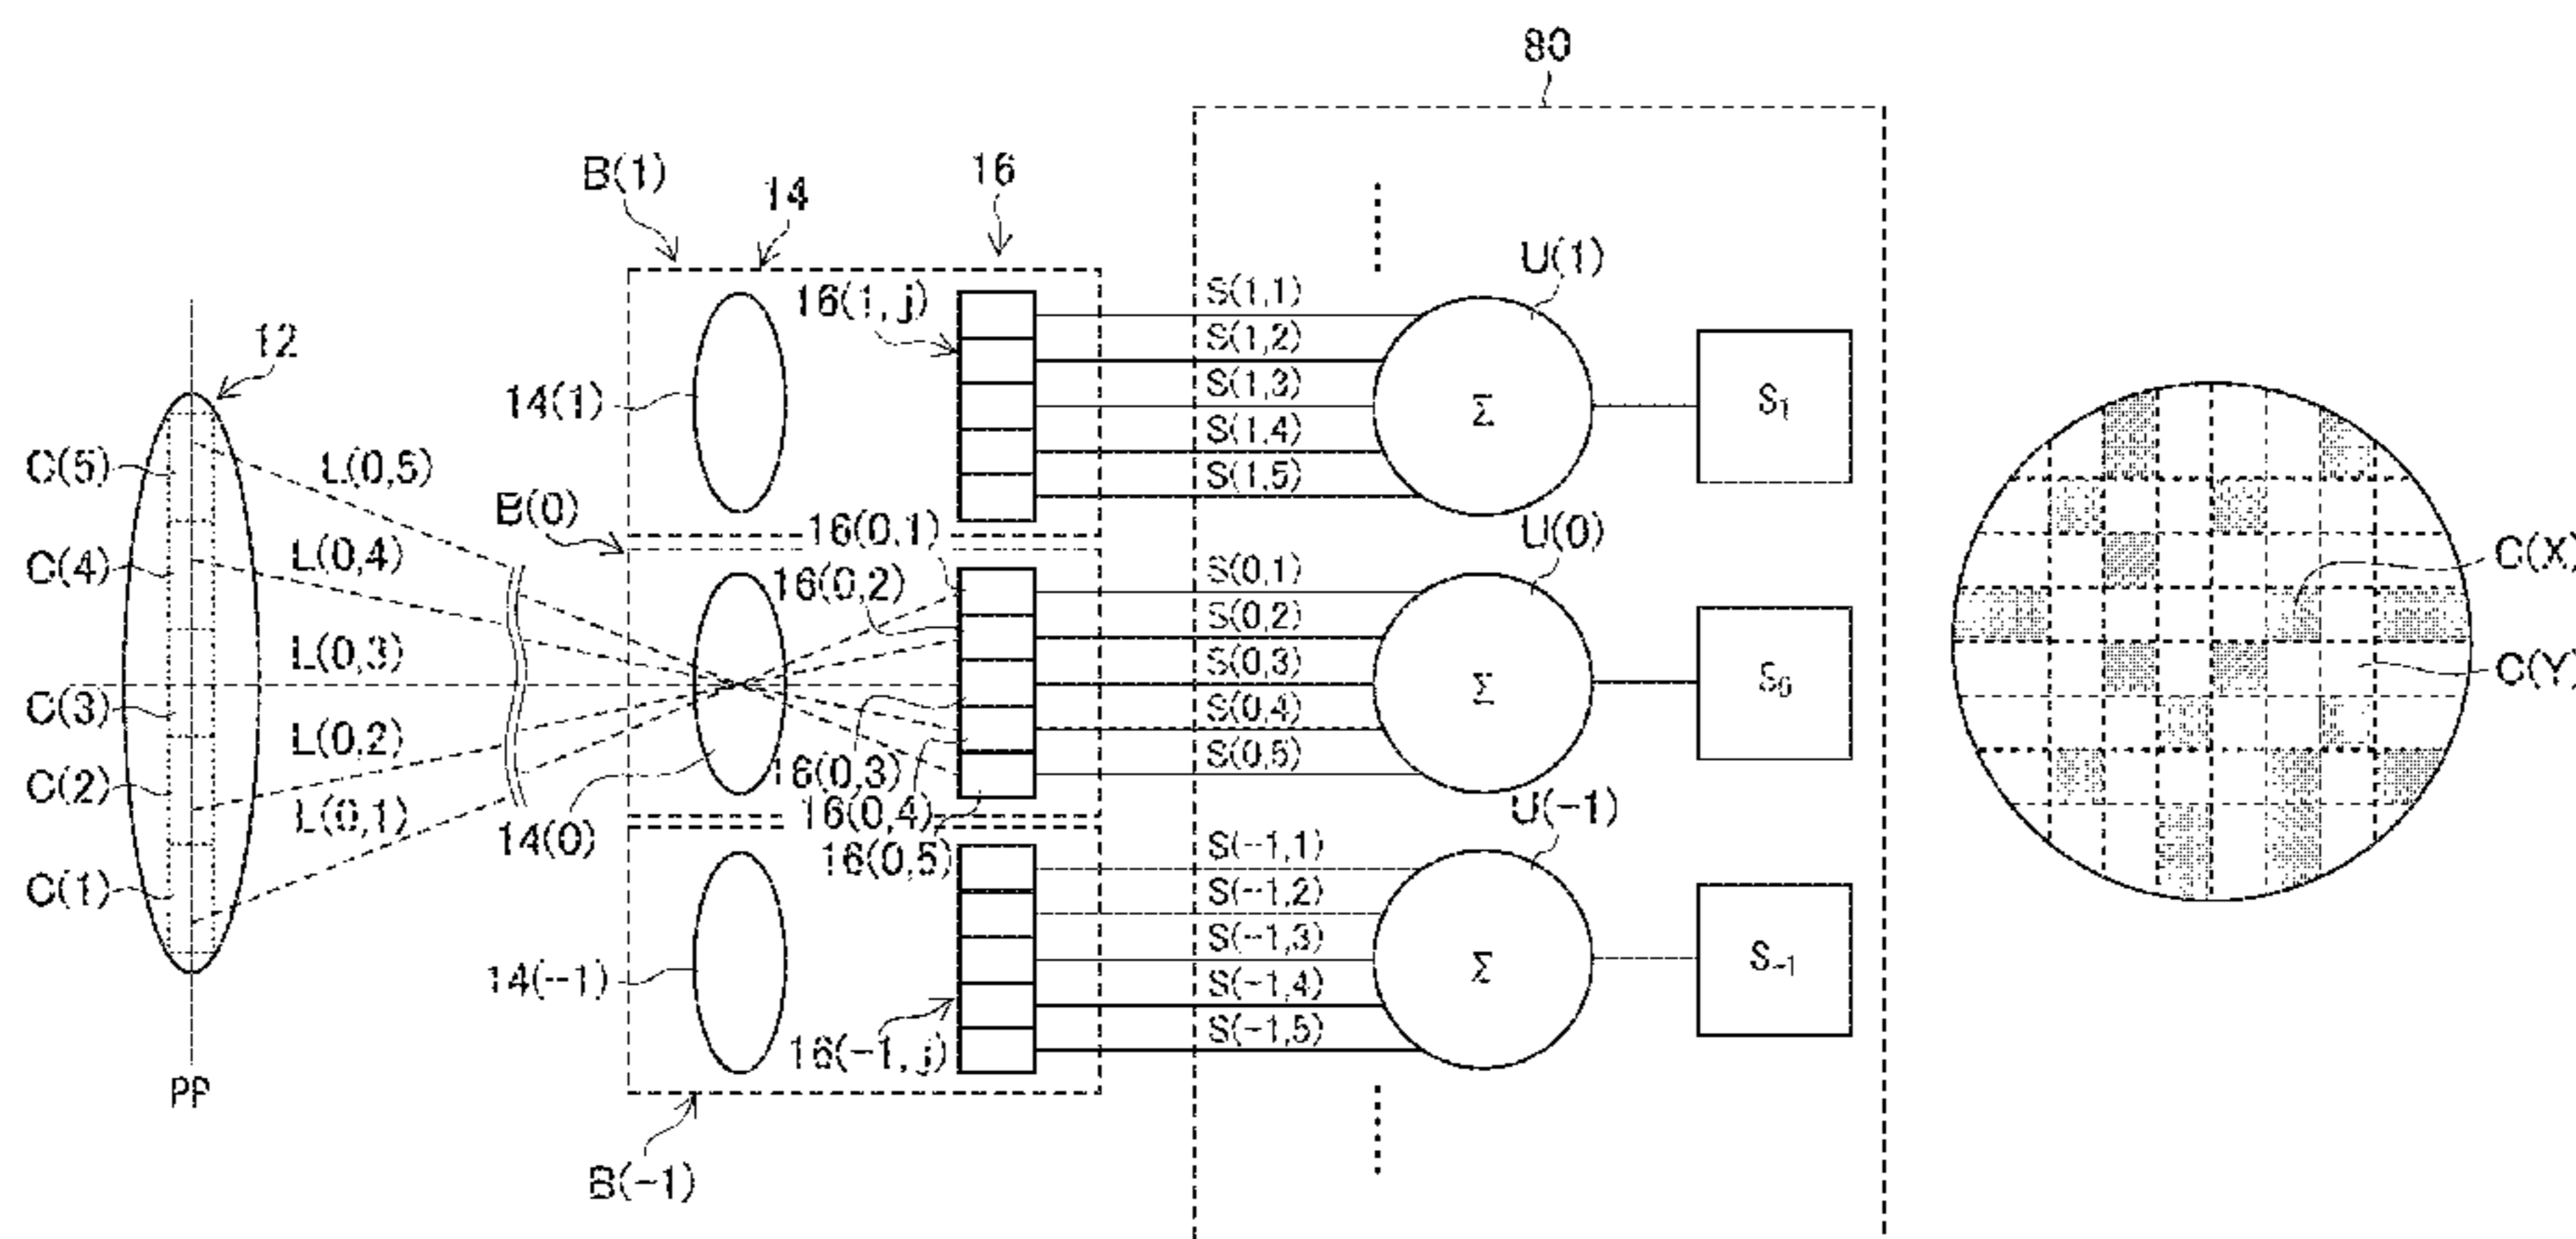 80
B(1)
14
16
12
C(5)
C(4)
C(3)
C(2)
C(1)
PP
L(0,5)
L(0,4)
L(0,3)
L(0,2)
L(0,1)
B(0)
B(-1)
14(1)
14(0)
14(-1)
16(1,j)
16(0,1)
16(0,2)
16(0,3)
16(0,4)
16(0,5)
16(-1,j)
S(1,1)
S(1,2)
S(1,3)
S(1,4)
S(1,5)
S(0,1)
S(0,2)
S(0,3)
S(0,4)
S(0,5)
S(-1,1)
S(-1,2)
S(-1,3)
S(-1,4)
S(-1,5)
U(1)
Σ
S₁
U(0)
Σ
S₀
U(-1)
Σ
S₋₁
C(X)
C(Y)